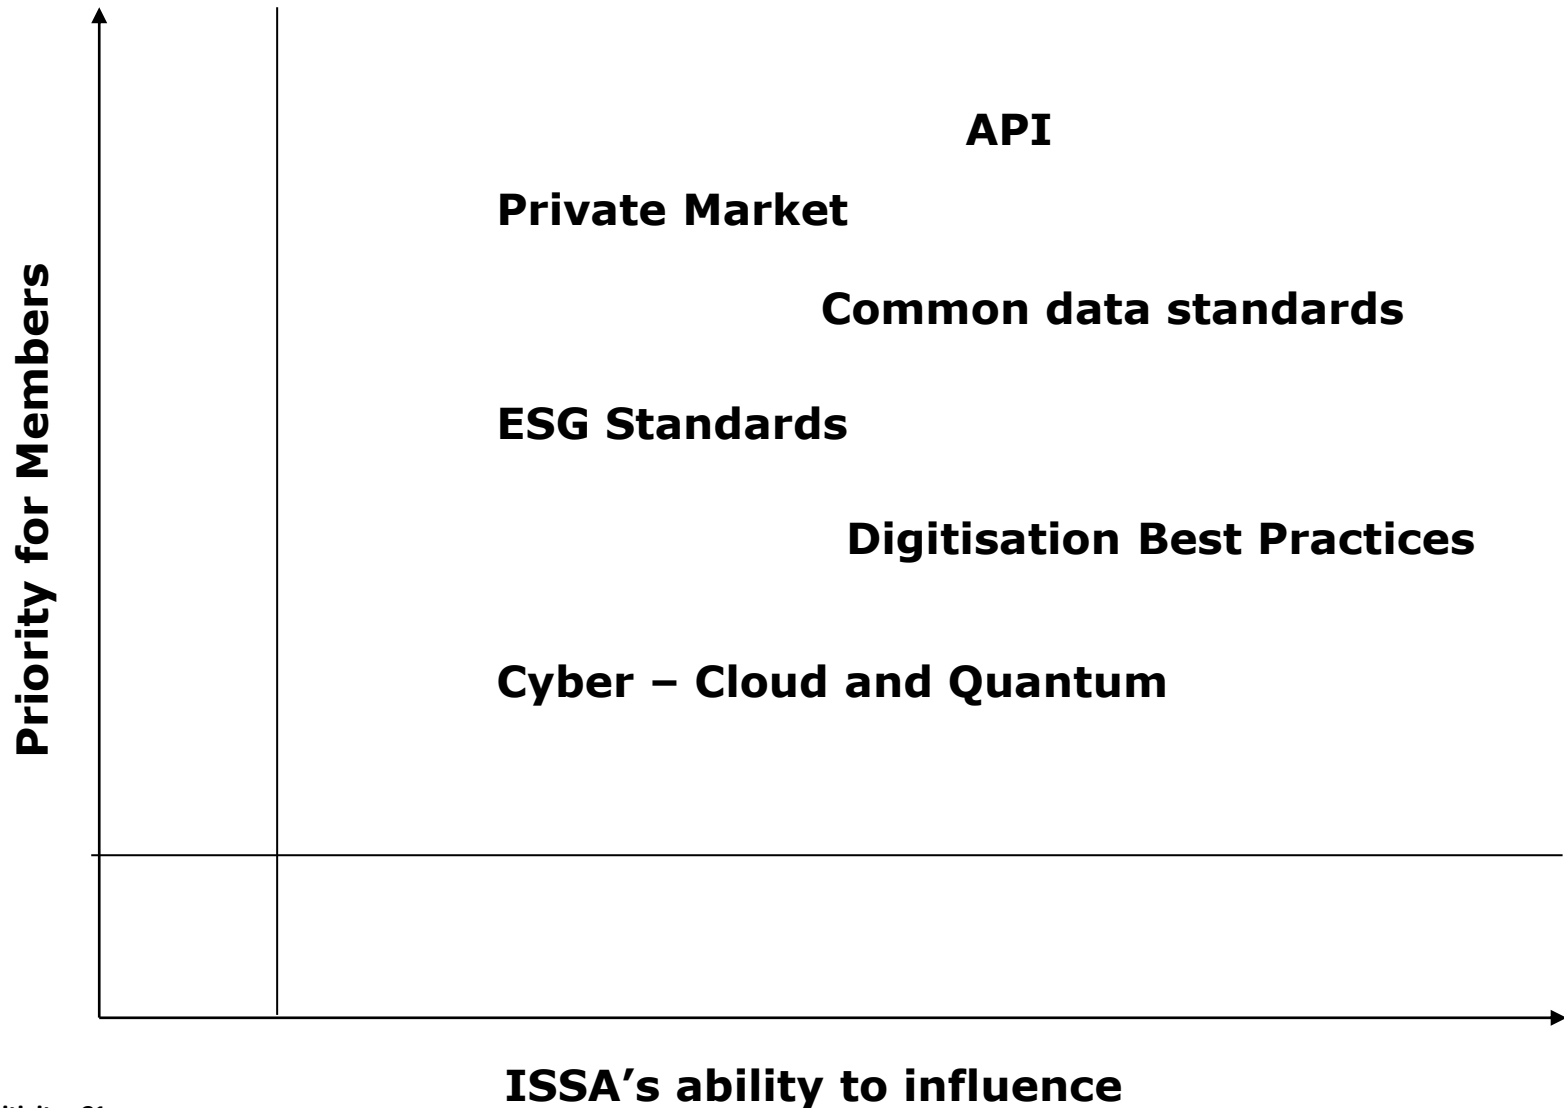 API
Private Market
Common data standards
ESG Standards
Digitisation Best Practices
Cyber – Cloud and Quantum
Priority for Members
ISSA’s ability to influence